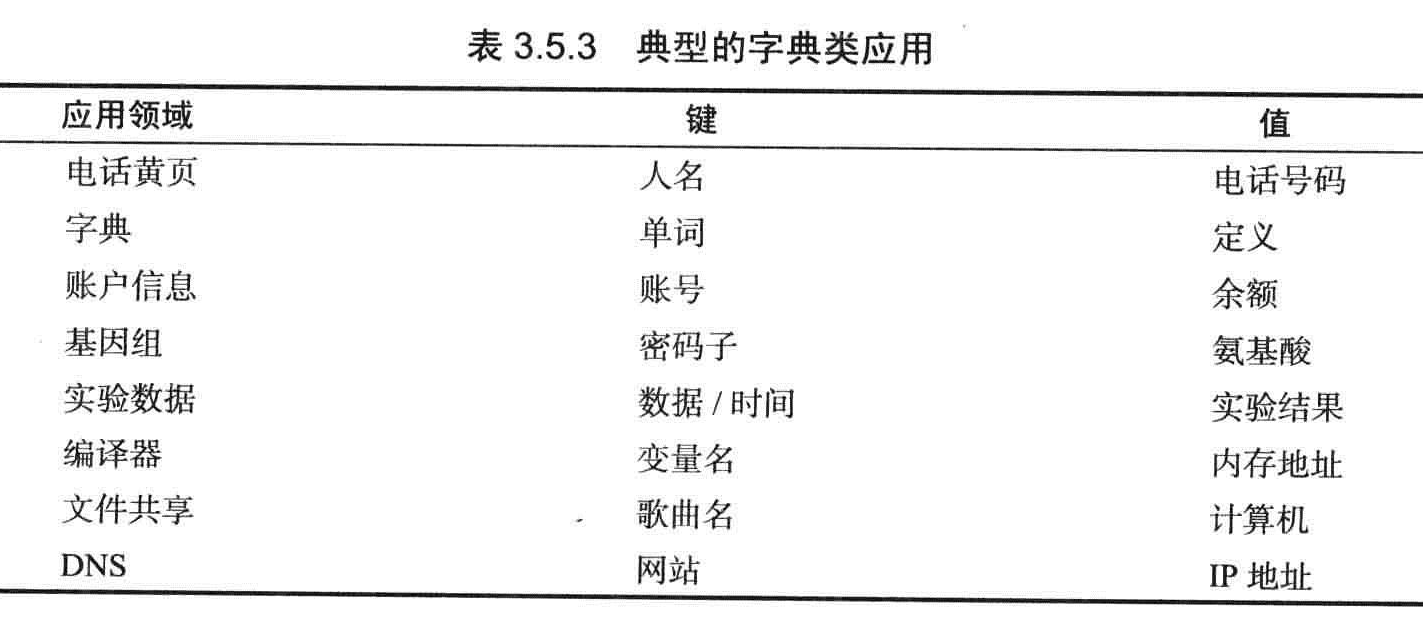 表 3.5.3 典型的字典类应用
应用领域 键 值
电话黄页 人名 电话号码
字典 单词 定义
账户信息 账号 余额
基因组 密码子 氨基酸
实验数据 数据 / 时间 实验结果
编译器 变量名 内存地址
文件共享 歌曲名 计算机
DNS 网站 IP 地址